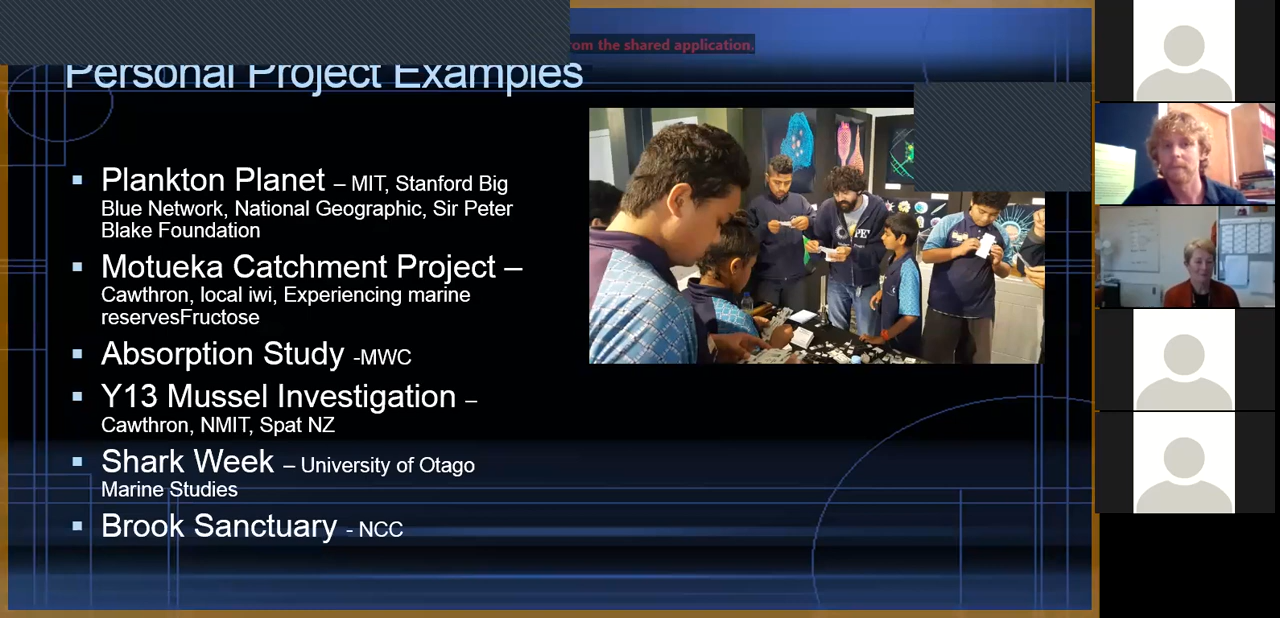 om the shared application,
Personal Project Examples
Plankton Planet – MIT, Stanford Big
Blue Network, National Geographic, Sir Peter
Blake Foundation
Motueka Catchment Project –
Cawthron, local iwi, Experiencing marine
reservesFructose
Absorption Study -MWC
Y13 Mussel Investigation –
Cawthron, NMIT, Spat NZ
Shark Week – University of Otago
Marine Studies
Brook Sanctuary - NCC